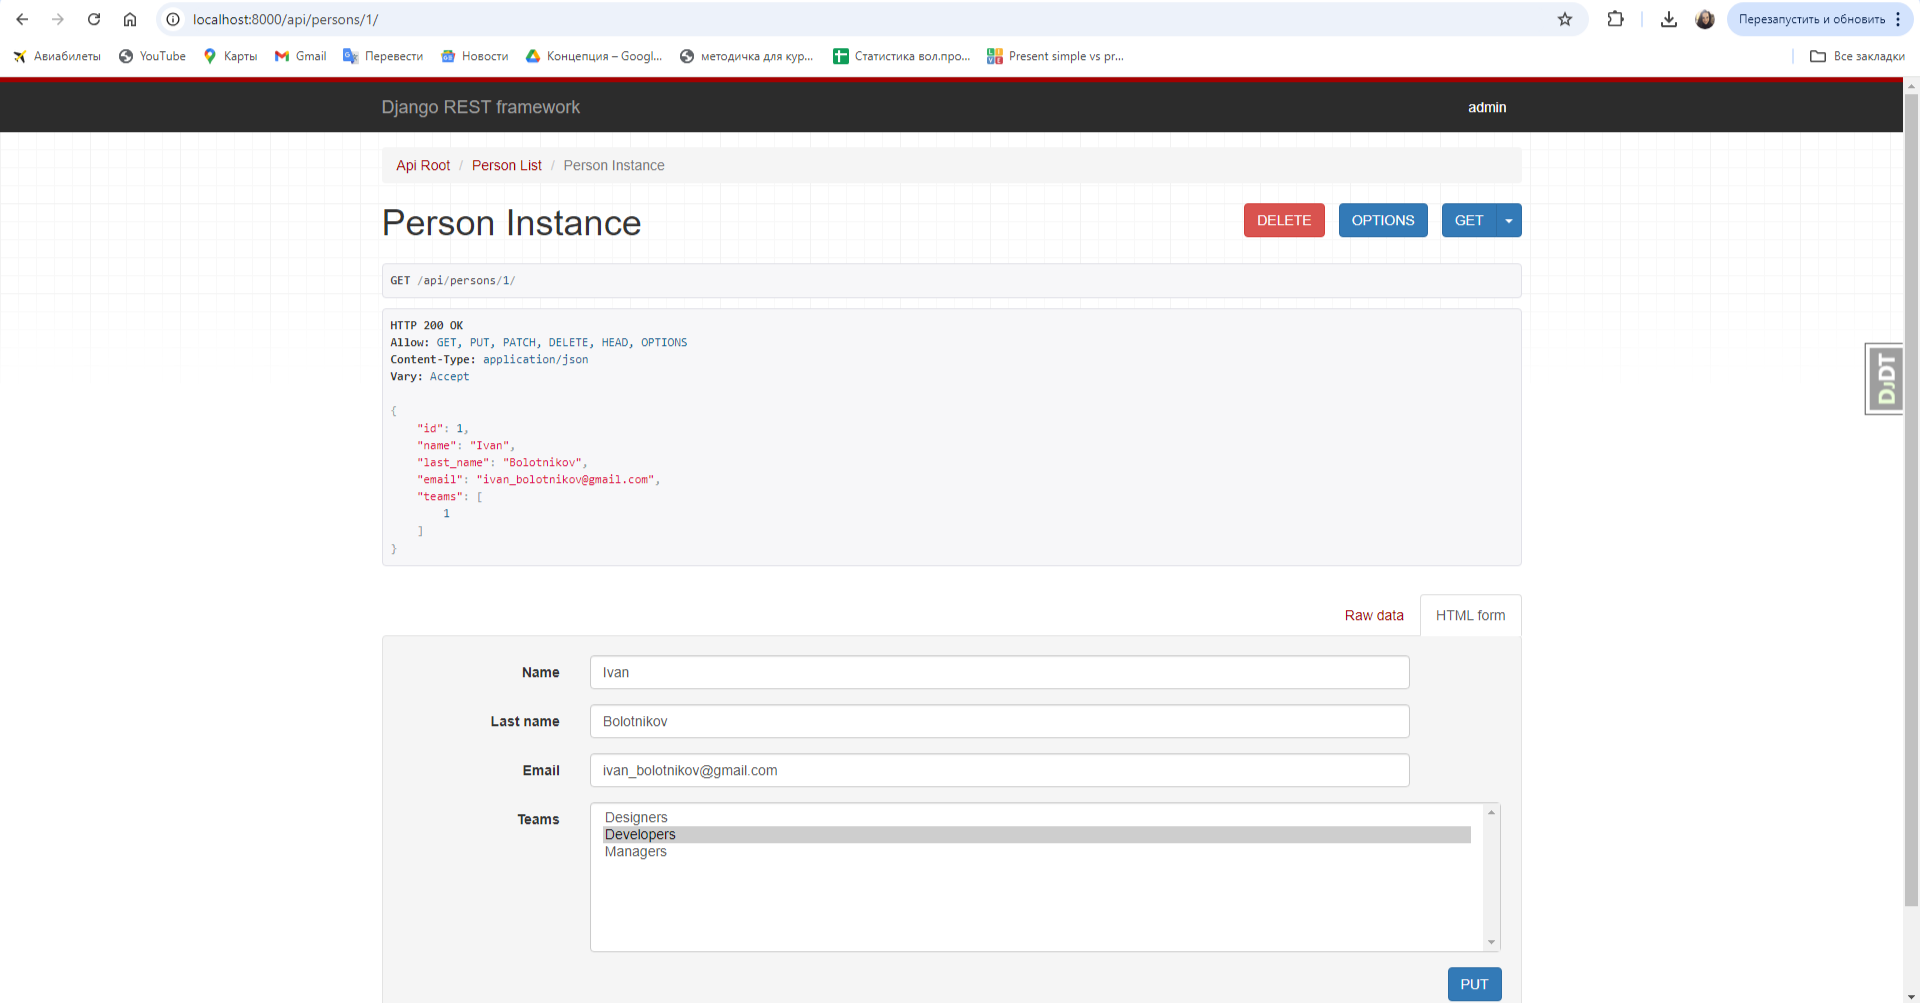 localhost:8000/api/persons/1/
Перезапустить и обновить
Авиабилеты
YouTube
Карты
Gmail
Перевести
Новости
Концепция – Googl...
методичка для кур...
Статистика вол.про...
Present simple vs pr...
Все закладки
Django REST framework
admin
Api Root / Person List / Person Instance
Person Instance
DELETE
OPTIONS
GET
GET /api/persons/1/
HTTP 200 OK
Allow: GET, PUT, PATCH, DELETE, HEAD, OPTIONS
Content-Type: application/json
Vary: Accept
{
"id": 1,
"name": "Ivan",
"last_name": "Bolotnikov",
"email": "ivan_bolotnikov@gmail.com",
"teams": [
1
]
}
DJDT
Raw data
HTML form
Name
Ivan
Last name
Bolotnikov
Email
ivan_bolotnikov@gmail.com
Teams
Designers
Developers
Managers
PUT